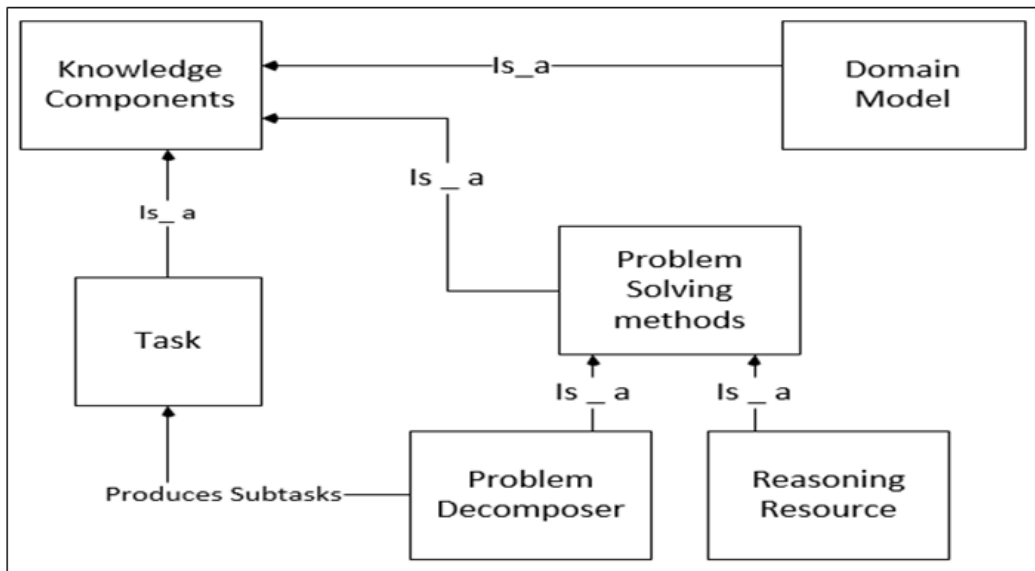 Knowledge
Components
Is_a
Domain
Model
Is _ a
Is_ a
Problem
Solving
methods
Task
Is _ a
Is _ a
Produces Subtasks
Problem
Decomposer
Reasoning
Resource